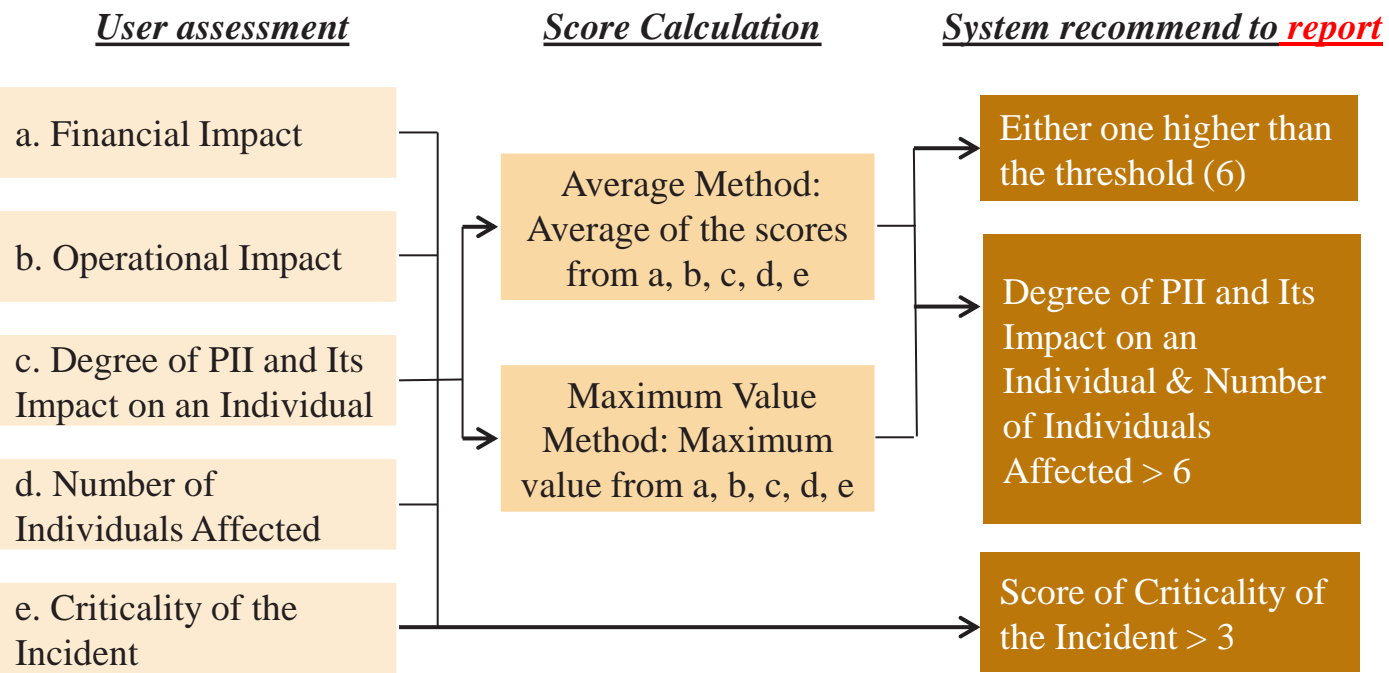 User assessment
Score Calculation
System recommend to report
a. Financial Impact
b. Operational Impact
c. Degree of PII and Its
Impact on an Individual
d. Number of
Individuals Affected
e. Criticality of the
Incident
Average Method:
Average of the scores
from a, b, c, d, e
Maximum Value
Method: Maximum
value from a, b, c, d, e
Either one higher than
the threshold (6)
Degree of PII and Its
Impact on an
Individual & Number
of Individuals
Affected > 6
Score of Criticality of
the Incident > 3